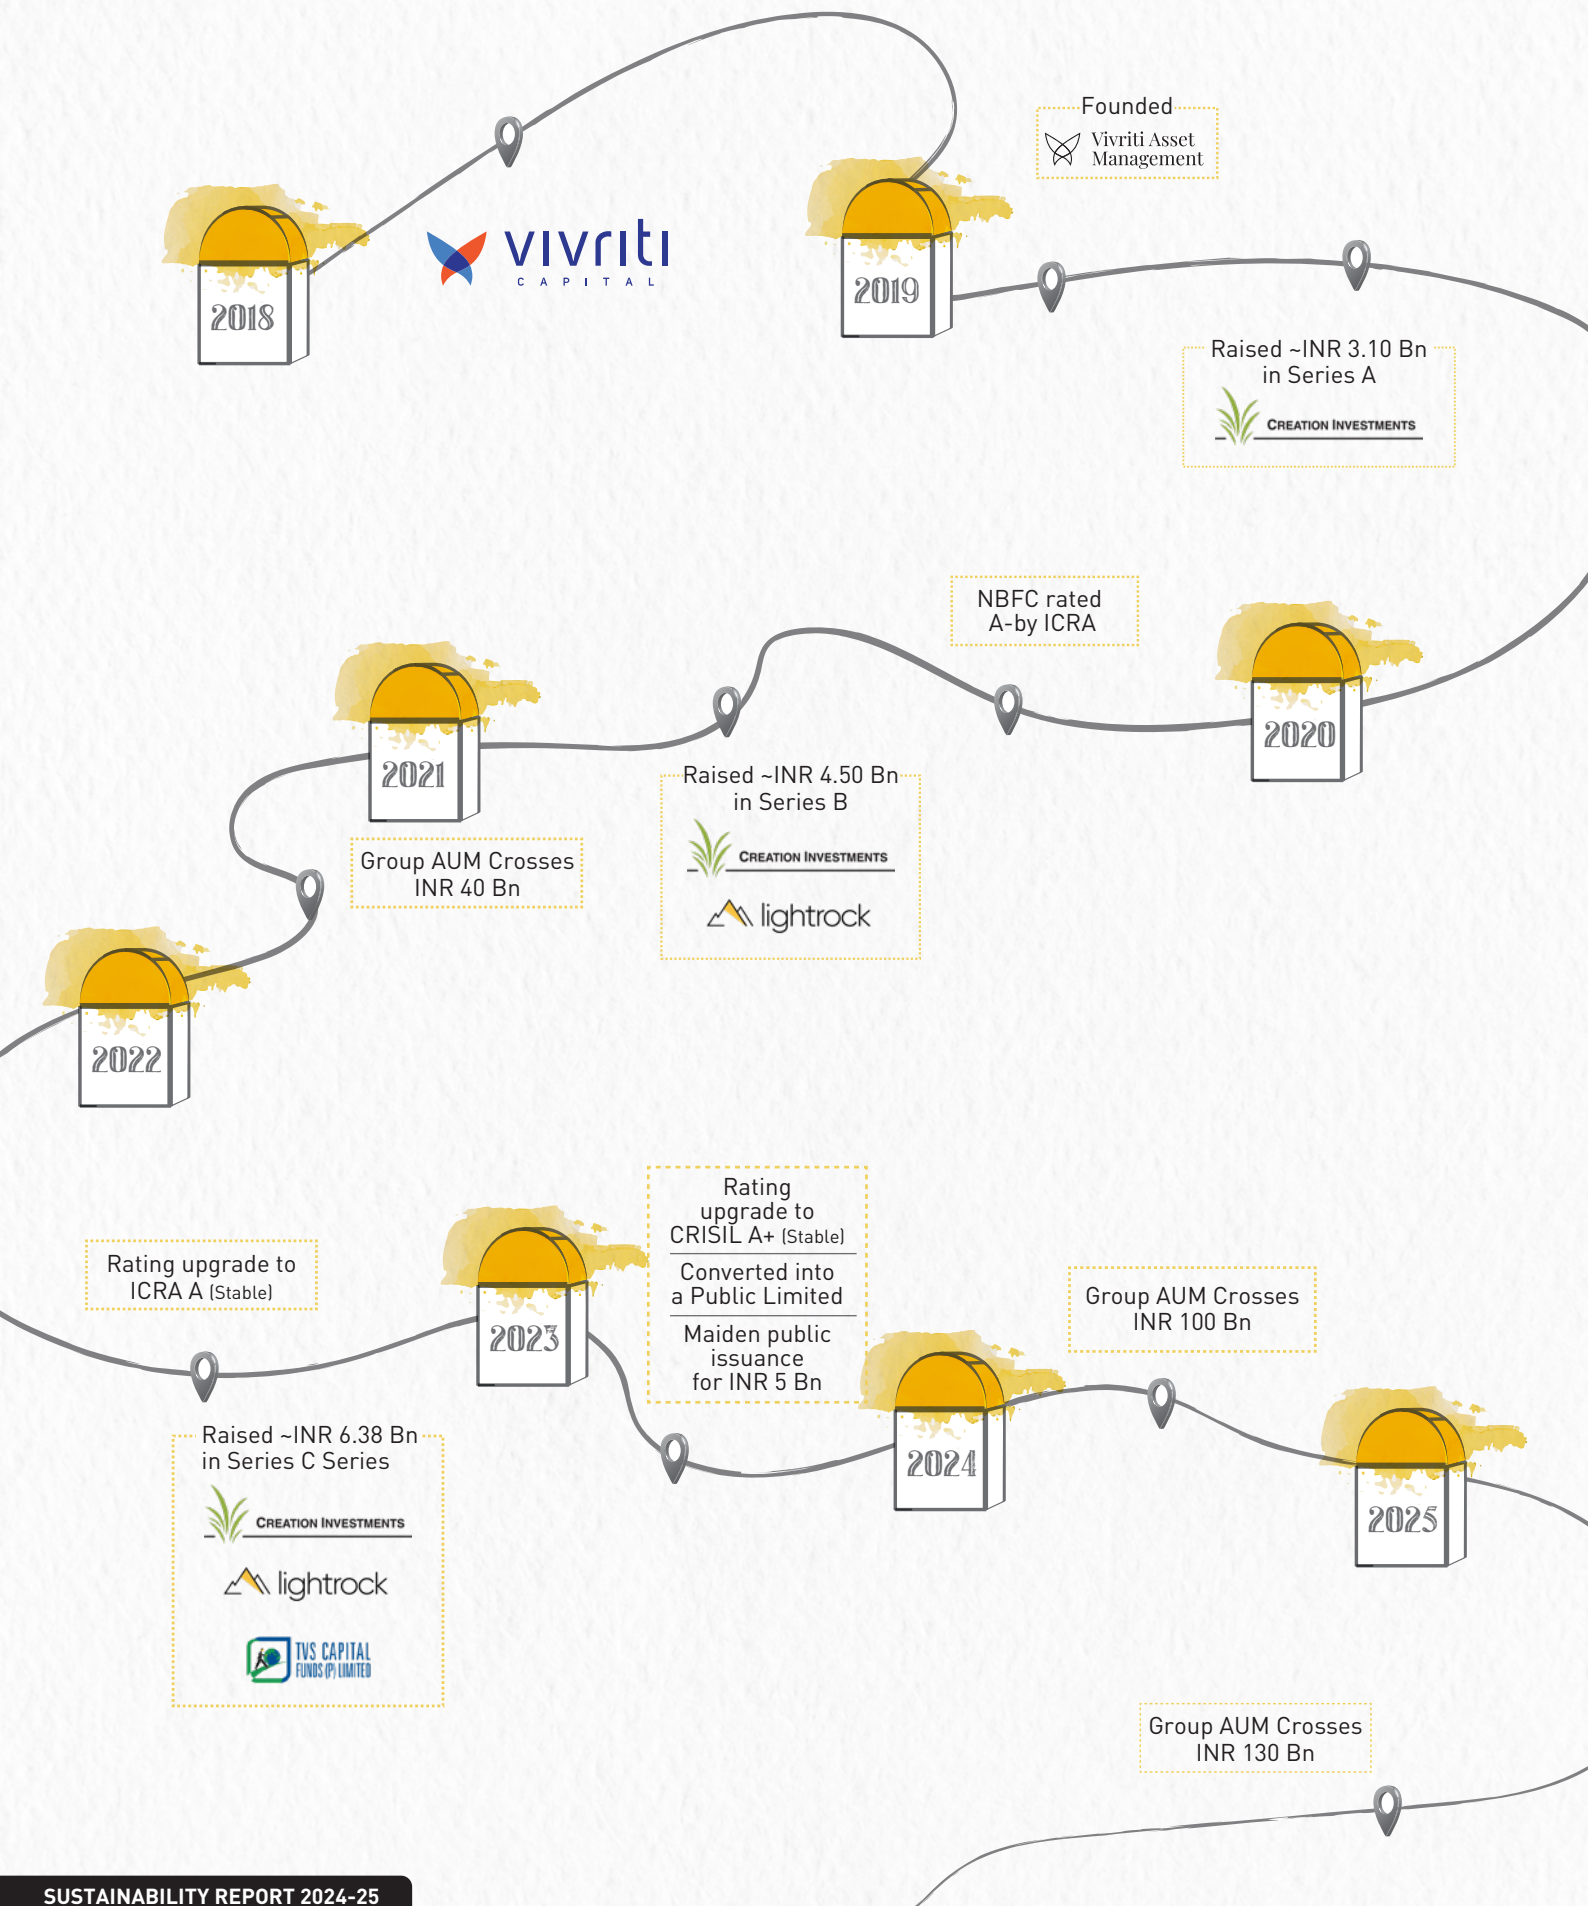 2018
vivriti
CAPITAL
2019
Founded
Vivriti Asset
Management
Raised ~INR 3.10 Bn
in Series A
CREATION INVESTMENTS
2020
NBFC rated
A-by ICRA
Raised ~INR 4.50 Bn
in Series B
CREATION INVESTMENTS
lightrock
2021
Group AUM Crosses
INR 40 Bn
2022
Rating upgrade to
ICRA A (Stable)
Raised ~INR 6.38 Bn
in Series C Series
CREATION INVESTMENTS
lightrock
TVS CAPITAL
FUNDS (P) LIMITED
2023
Rating
upgrade to
CRISIL A+ (Stable)
Converted into
a Public Limited
Maiden public
issuance
for INR 5 Bn
2024
Group AUM Crosses
INR 100 Bn
2025
Group AUM Crosses
INR 130 Bn
SUSTAINABILITY REPORT 2024-25